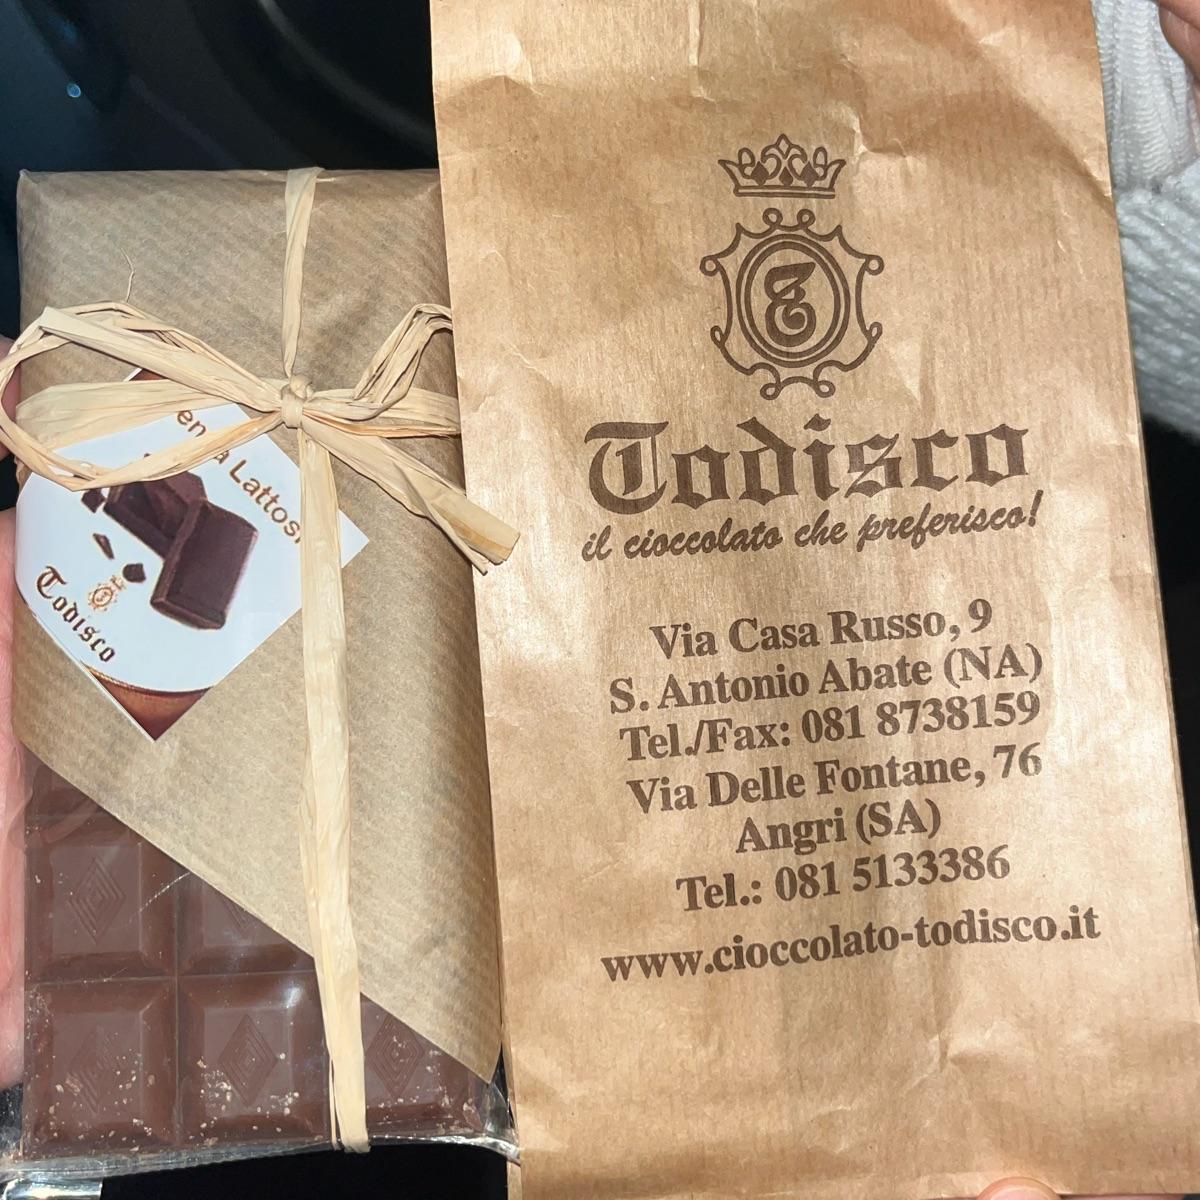 Lattos
Todisco
Todisco
il cioccolato che preferisco!
Via Casa Russo, 9
S. Antonio Abate (NA)
Tel./Fax: 081 8738159
Via Delle Fontane, 76
Angri (SA)
Tel.: 081 5133386
www.cioccolato-todisco.it